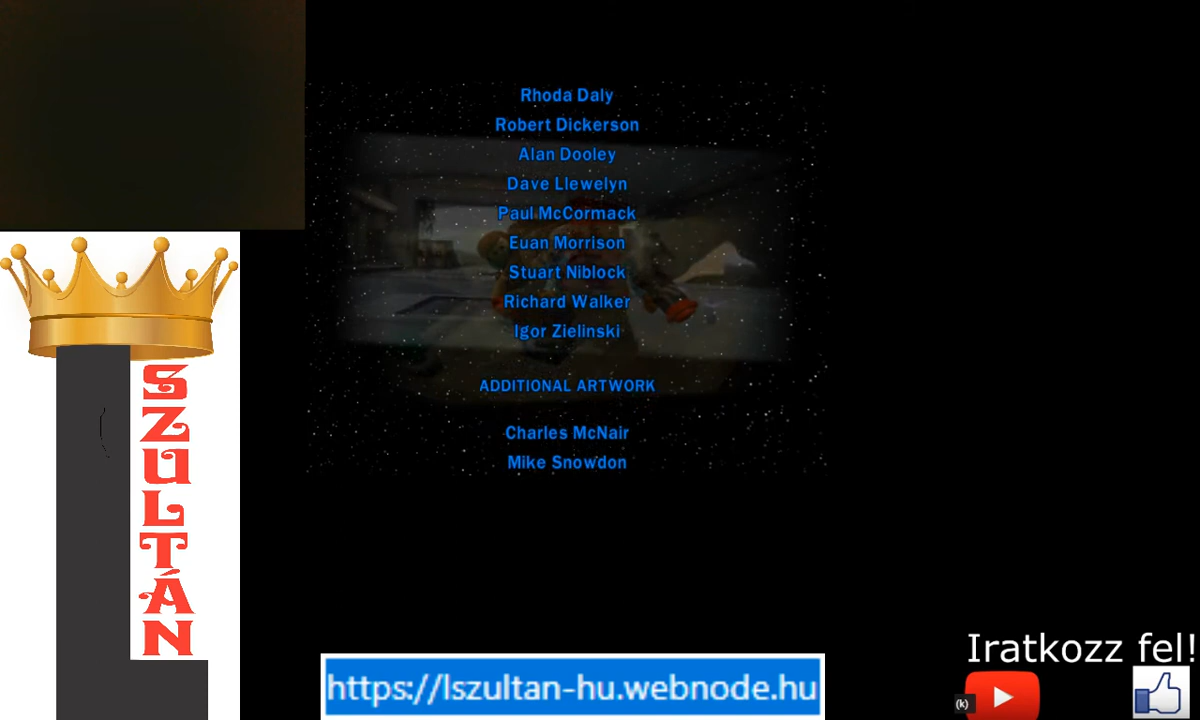 Rhoda Daly
Robert Dickerson
Alan Dooley
Dave Llewelyn
Paul McCormack
Euan Morrison
Stuart Niblock
Richard Walker
Igor Zielinski
ADDITIONAL ARTWORK
Charles McNair
Mike Snowdon
L
SZULTÁN
https://lszultan-hu.webnode.hu
Iratkozz fel!
(k)